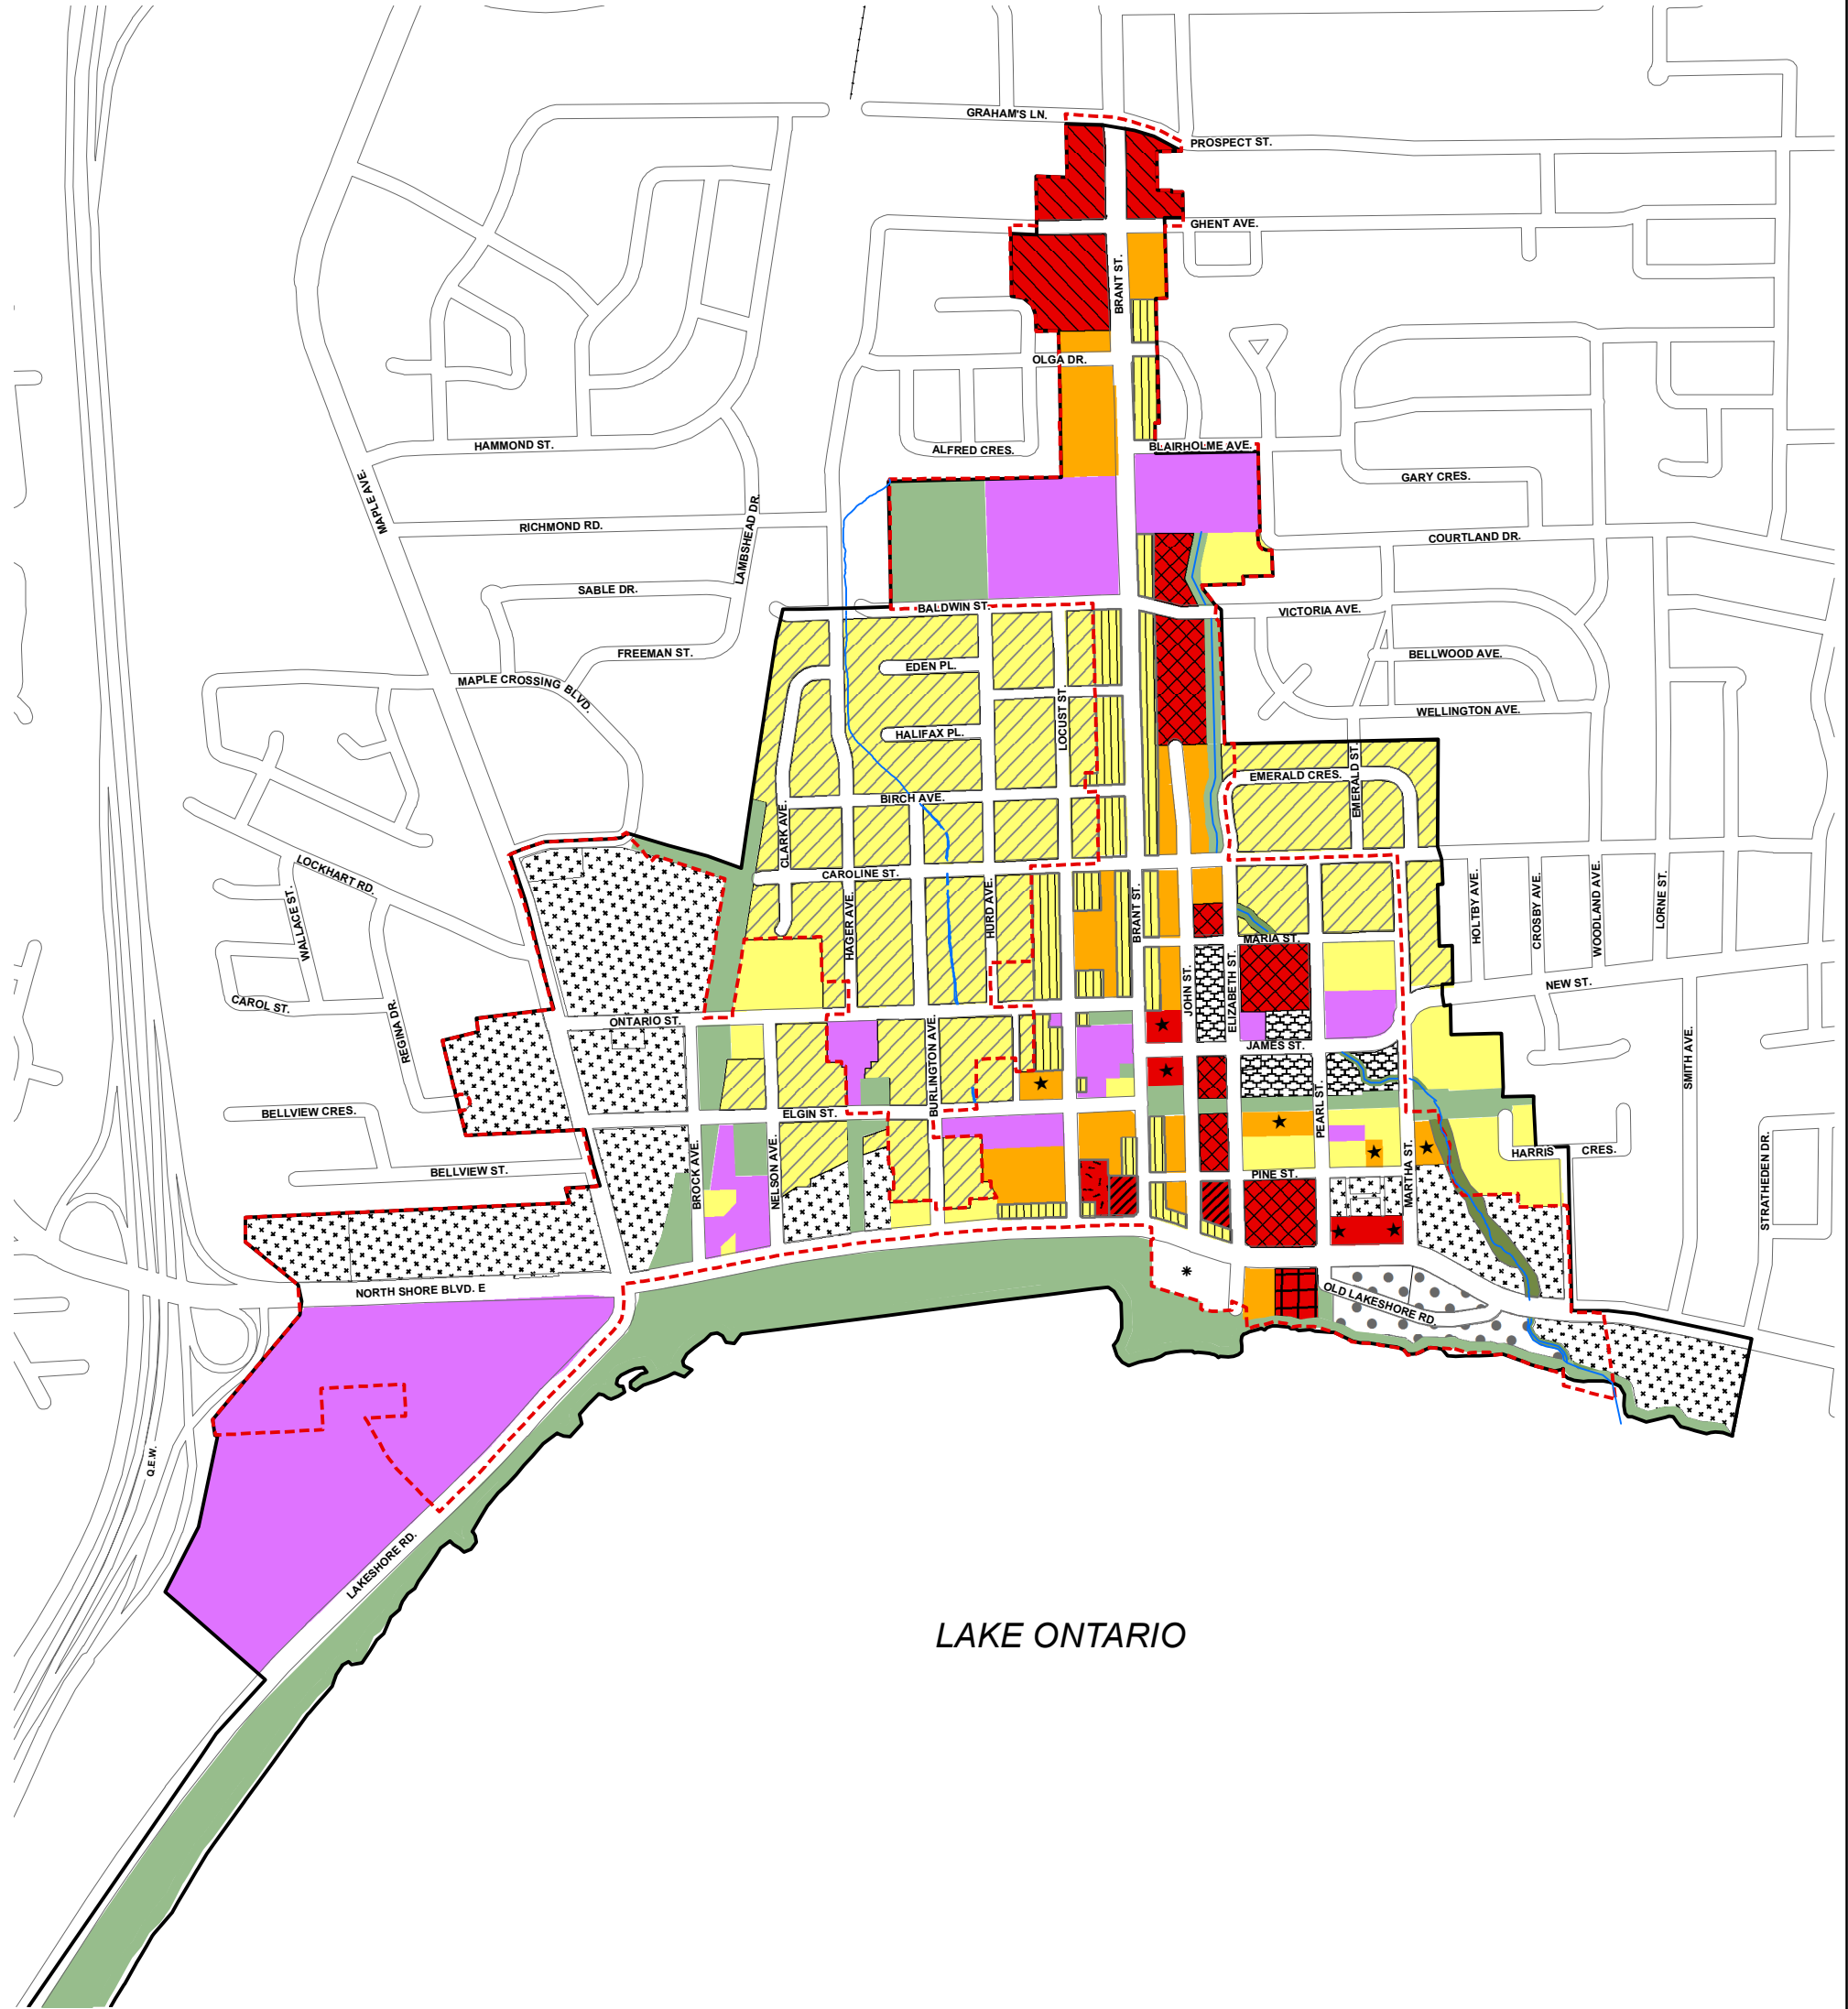 GRAHAM'S LN.
PROSPECT ST.
GHENT AVE.
BRANT ST.
OLGA DR.
HAMMOND ST.
ALFRED CRES.
BLAIRHOLME AVE.
GARY CRES.
MAPLE AVE.
RICHMOND RD.
LAMBSHEAD DR.
COURTLAND DR.
SABLE DR.
BALDWIN ST.
VICTORIA AVE.
FREEMAN ST.
EDEN PL.
BELLWOOD AVE.
MAPLE CROSSING BLVD.
LOCUST ST.
WELLINGTON AVE.
HALIFAX PL.
EMERALD CRES.
EMERALD ST.
BIRCH AVE.
CLARK AVE.
CAROLINE ST.
LOCKHART RD.
WALLACE ST.
HAGER AVE.
HURD AVE.
BRANT ST.
HOLTBY AVE.
CROSBY AVE.
WOODLAND AVE.
LORNE ST.
MARIA ST.
JOHN ST.
ELIZABETH ST.
NEW ST.
CAROL ST.
REGINA DR.
ONTARIO ST.
JAMES ST.
SMITH AVE.
BURLINGTON AVE.
BELLVIEW CRES.
ELGIN ST.
PEARL ST.
HARRIS CRES.
BELLVIEW ST.
BROCK AVE.
NELSON AVE.
PINE ST.
MARTHA ST.
STRATHEDEN DR.
NORTH SHORE BLVD. E
OLD LAKESHORE RD.
Q.E.W.
LAKESHORE RD.
LAKE ONTARIO